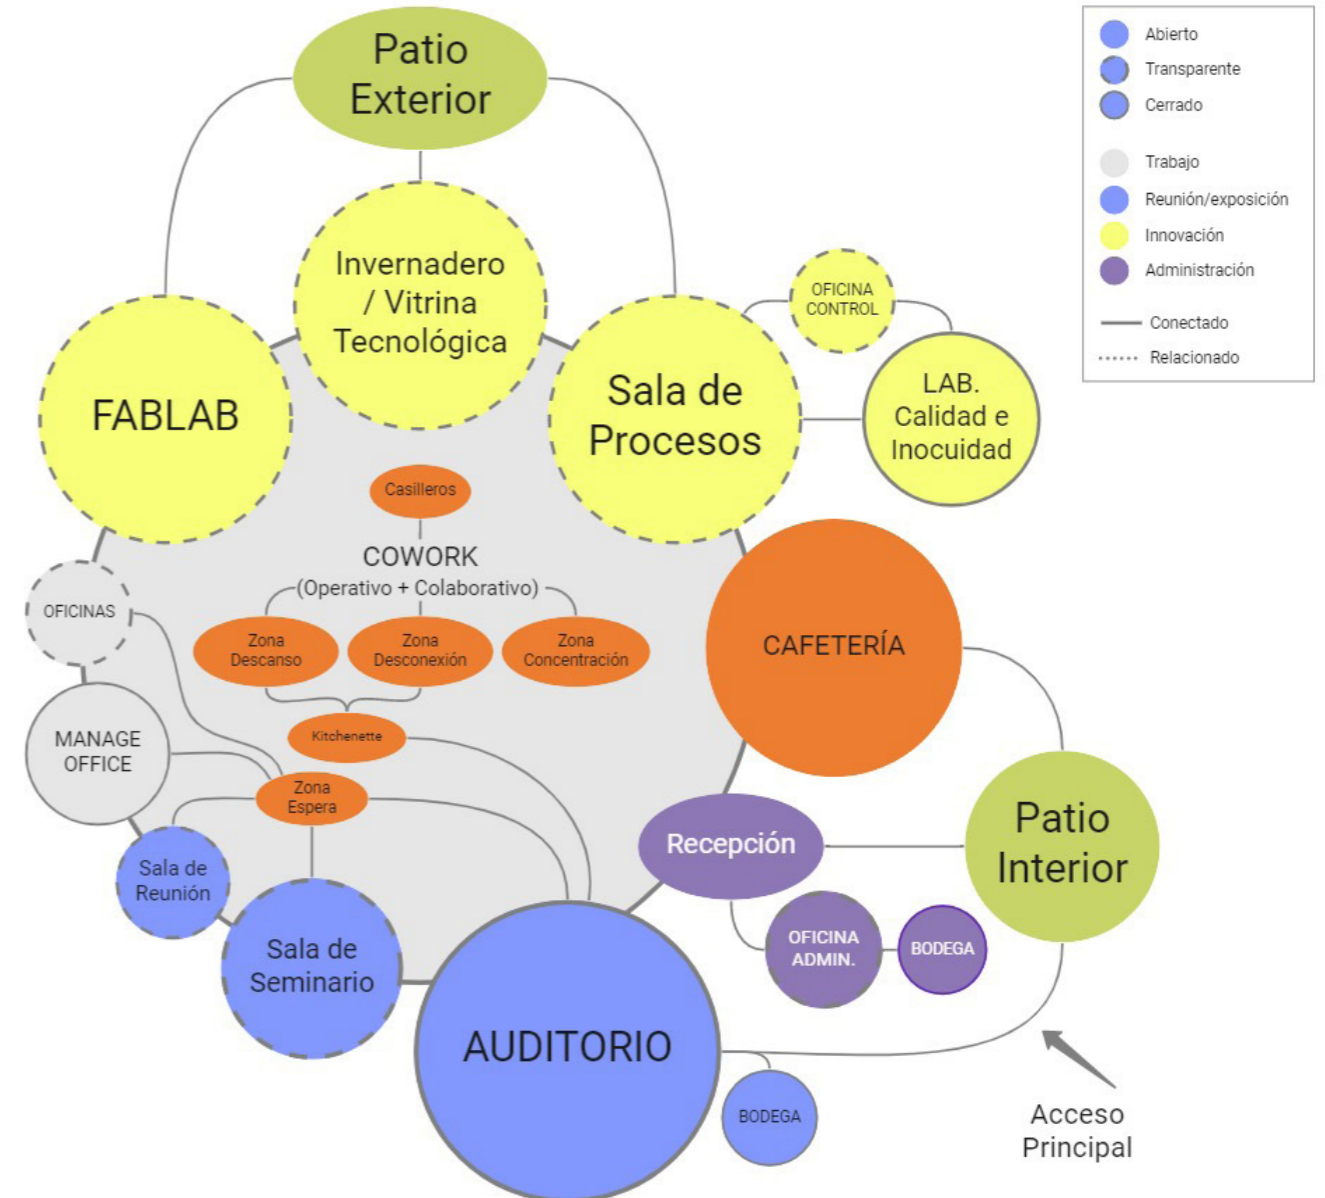 Patio
Exterior
Abierto
Transparente
Cerrado
Trabajo
Reunión/exposición
Innovación
Administración
Conectado
Relacionado
Invernadero
/ Vitrina
Tecnológica
OFICINA
CONTROL
FABLAB
Sala de
Procesos
LAB.
Calidad e
Inocuidad
Casilleros
COWORK
(Operativo + Colaborativo)
OFICINAS
Zona
Descanso
Zona
Desconexión
Zona
Concentración
CAFETERÍA
Kitchenette
MANAGE
OFFICE
Zona
Espera
Patio
Interior
Recepción
Sala de
Reunión
OFICINA
ADMIN.
BODEGA
Sala de
Seminario
AUDITORIO
BODEGA
Acceso
Principal